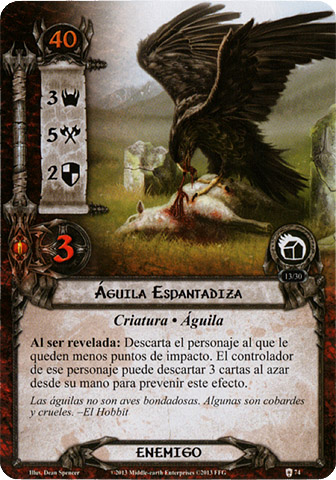 40
3
5
2
3
13/30
Águila Espantadiza
Criatura • Águila
Al ser revelada: Descarta el personaje al que le
queden menos puntos de impacto. El controlador
de ese personaje puede descartar 3 cartas al azar
desde su mano para prevenir este efecto.
Las águilas no son aves bondadosas. Algunas son cobardes
y crueles. –El Hobbit
ENEMIGO
Illus. Dean Spencer
©2013 Middle-earth Enterprises ©2013 FFG
74